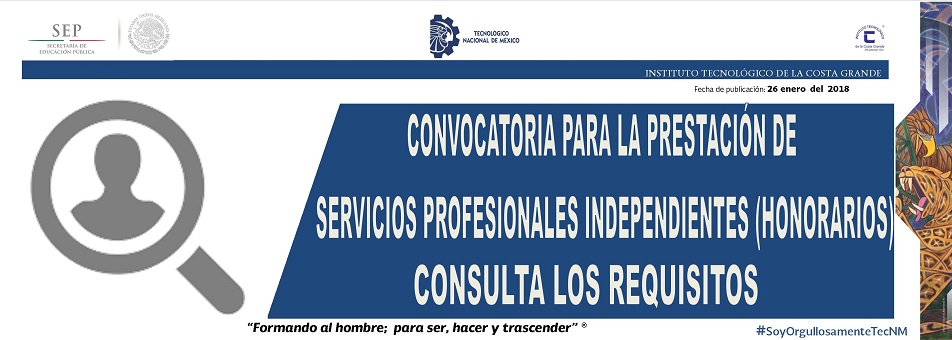 SEP
SECRETARÍA DE
EDUCACIÓN PÚBLICA
TECNOLÓGICO
NACIONAL DE MÉXICO
de la Costa Grande
INSTITUTO TECNOLÓGICO DE LA COSTA GRANDE
Fecha de publicación: 26 enero del 2018
CONVOCATORIA PARA LA PRESTACIÓN DE
SERVICIOS PROFESIONALES INDEPENDIENTES (HONORARIOS)
CONSULTA LOS REQUISITOS
“Formando al hombre; para ser, hacer y trascender” ®
#SoyOrgullosamenteTecNM